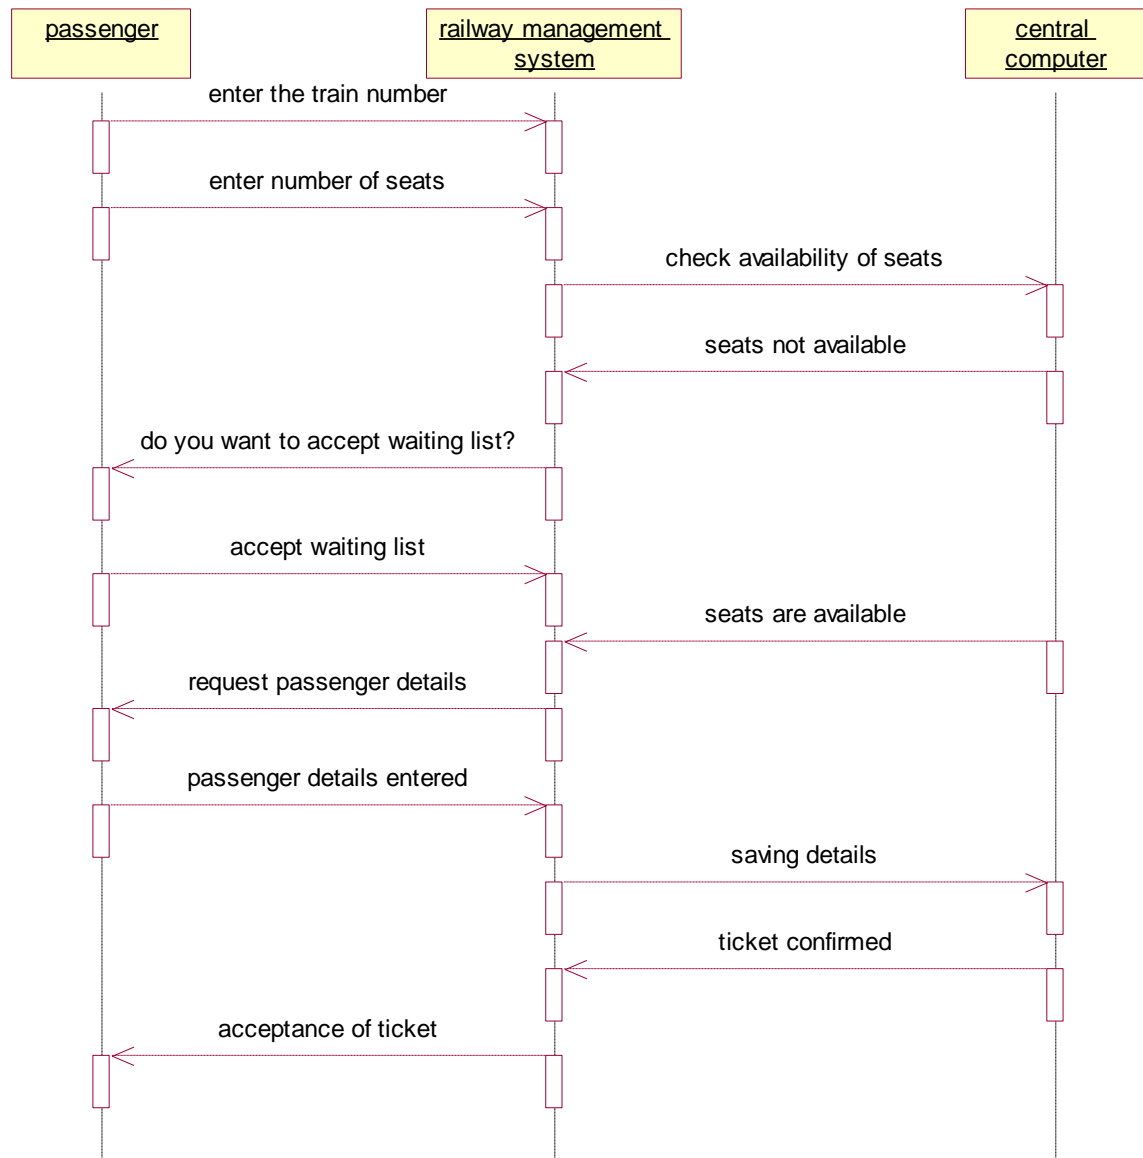 passenger
railway management
system
central
computer
enter the train number
enter number of seats
check availability of seats
seats not available
do you want to accept waiting list?
accept waiting list
seats are available
request passenger details
passenger details entered
saving details
ticket confirmed
acceptance of ticket